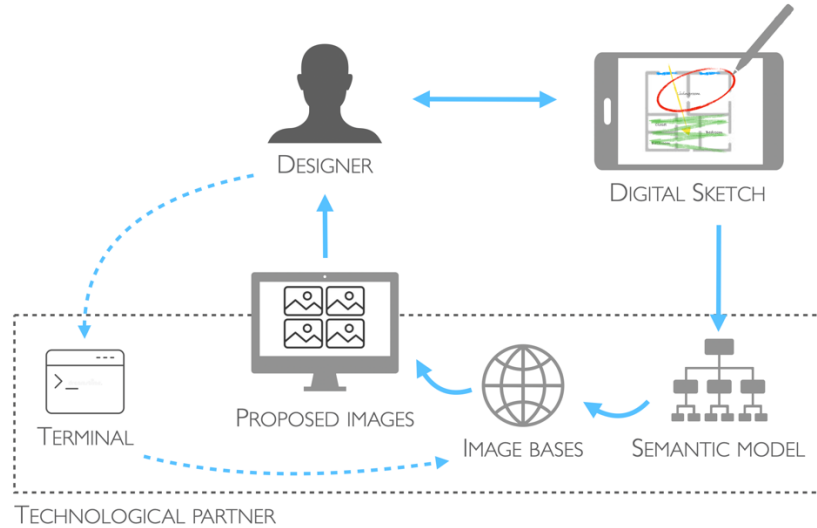 DESIGNER
DIGITAL SKETCH
>_
TERMINAL
PROPOSED IMAGES
IMAGE BASES
SEMANTIC MODEL
TECHNOLOGICAL PARTNER